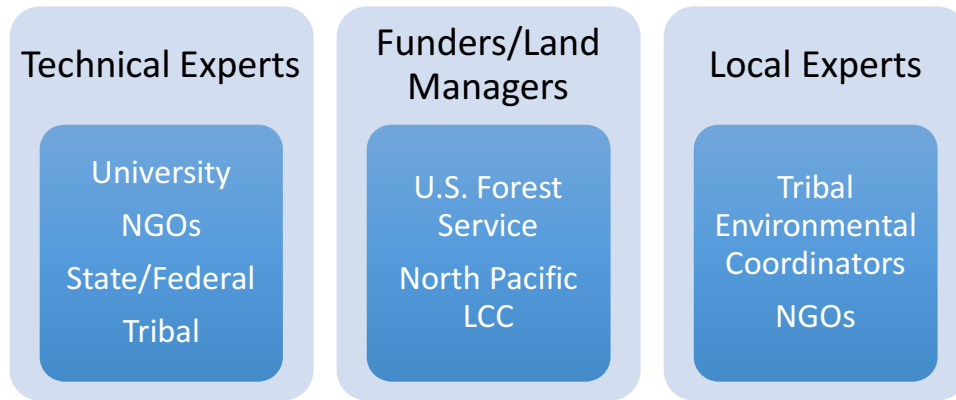 Technical Experts
University
NGOs
State/Federal
Tribal
Funders/Land
Managers
U.S. Forest
Service
North Pacific
LCC
Local Experts
Tribal
Environmental
Coordinators
NGOs